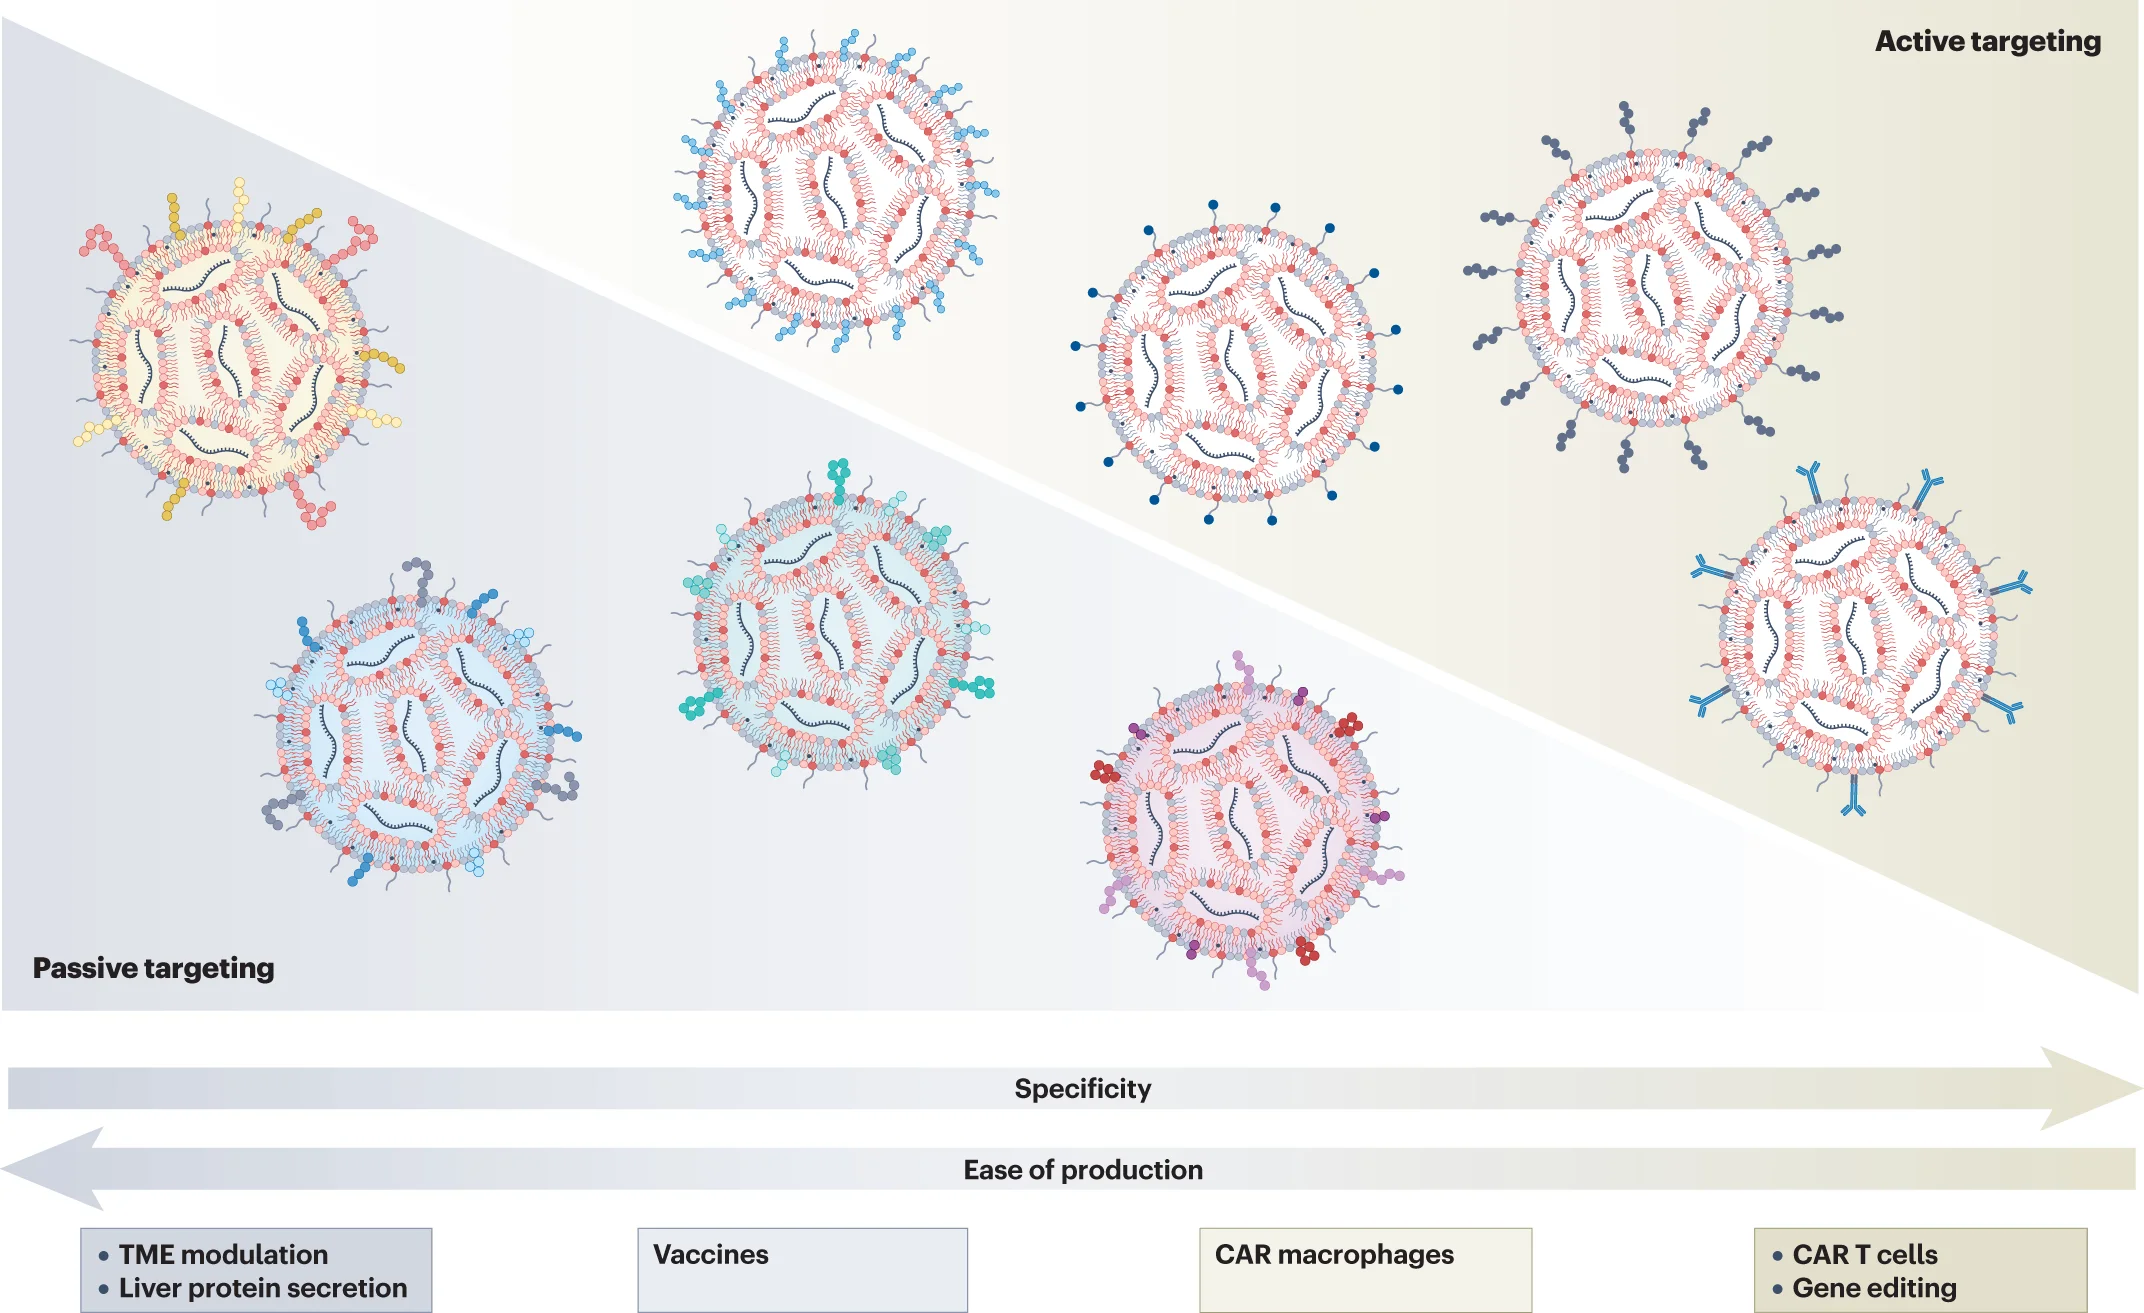 Active targeting
Passive targeting
Specificity
Ease of production
• TME modulation
• Liver protein secretion
Vaccines
CAR macrophages
• CAR T cells
• Gene editing